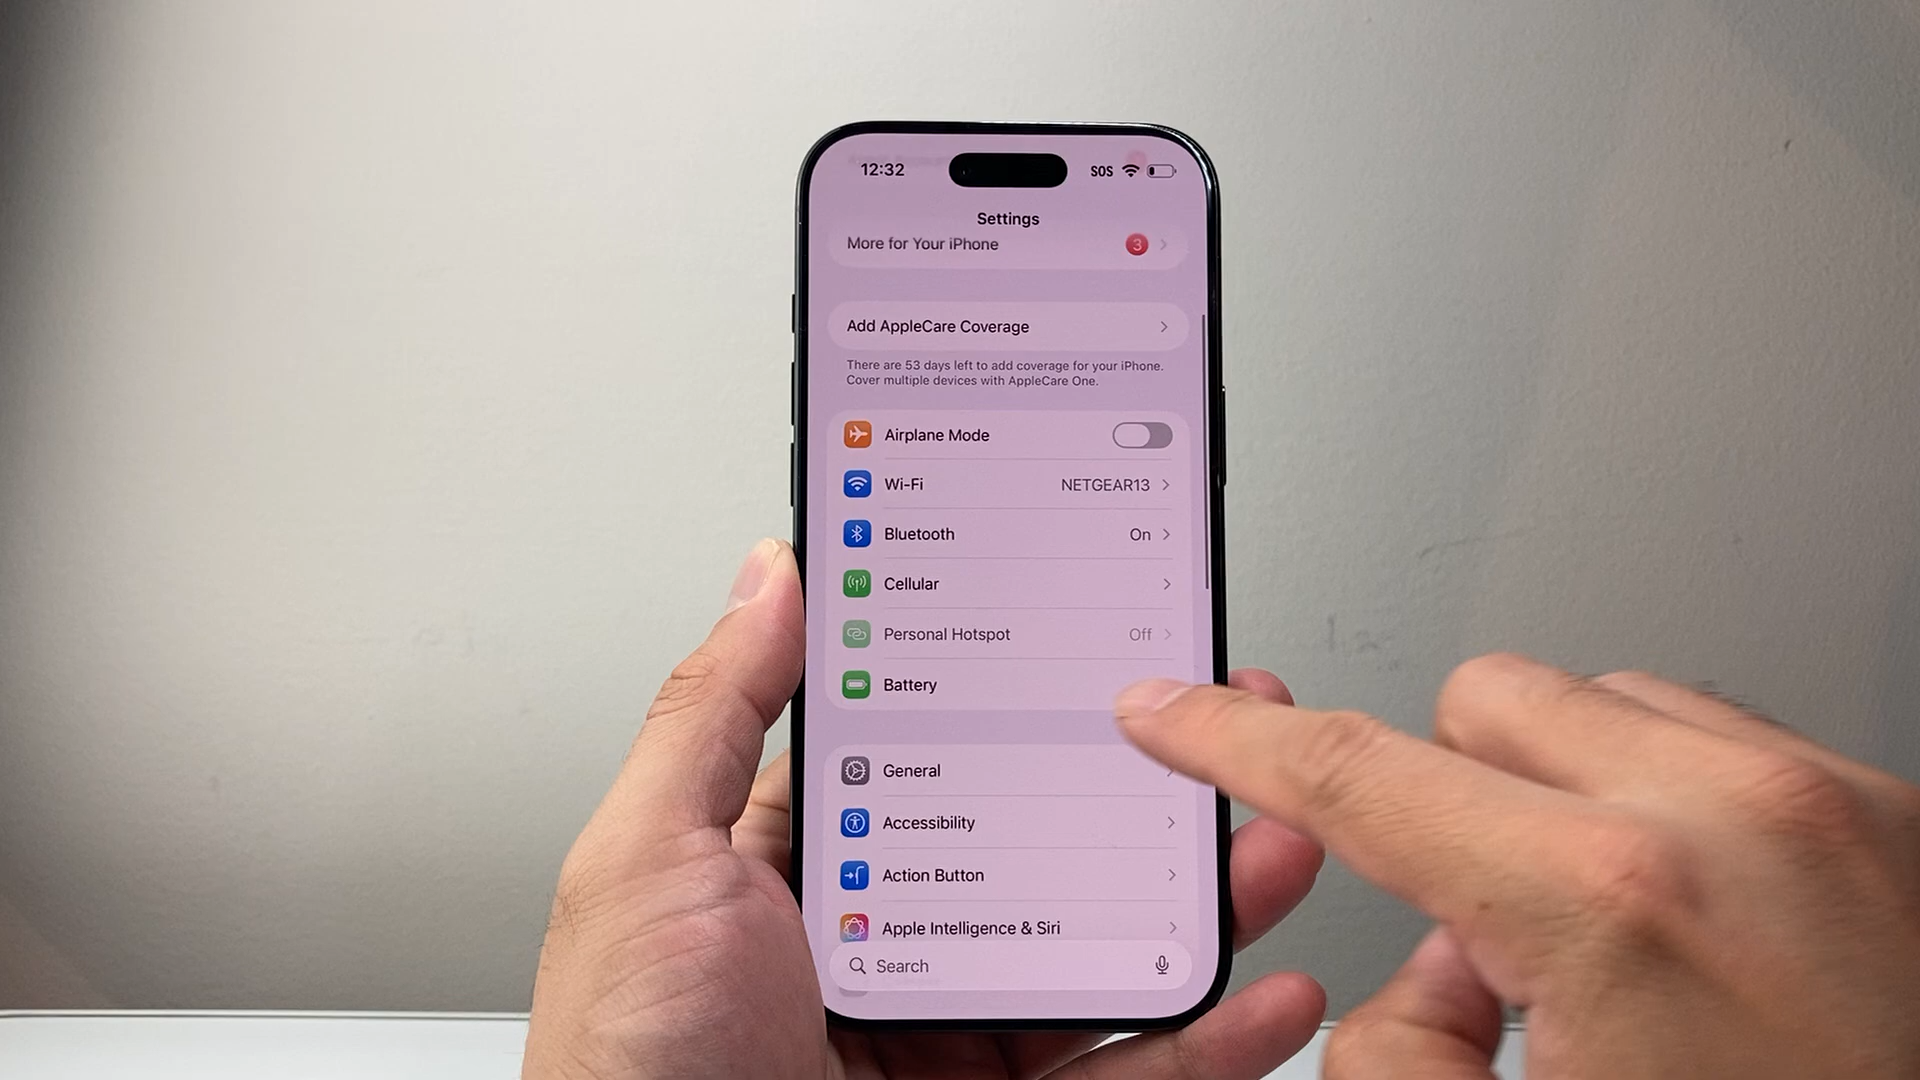 12:32 SOS
Settings
More for Your iPhone 3
Add AppleCare Coverage
There are 53 days left to add coverage for your iPhone.
Cover multiple devices with AppleCare One.
Airplane Mode
Wi-Fi NETGEAR13
Bluetooth On
Cellular
Personal Hotspot Off
Battery
General
Accessibility
Action Button
Apple Intelligence & Siri
Search